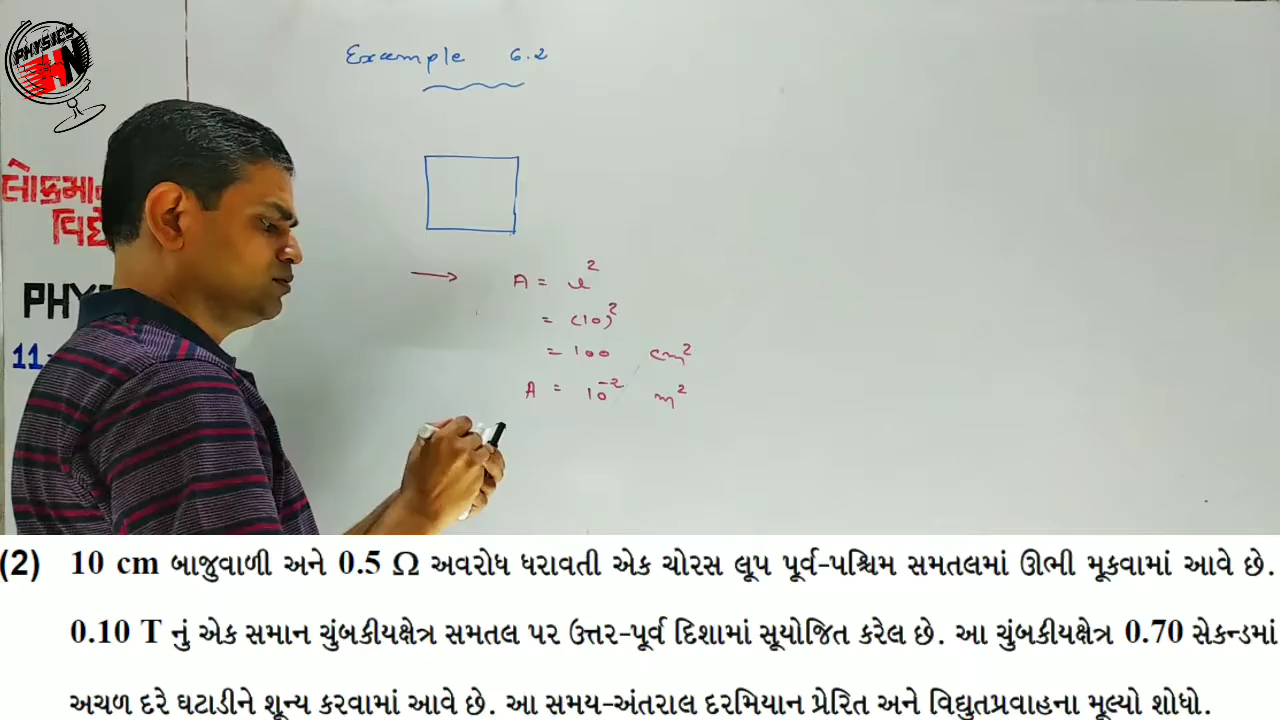 PHYSICS
HN
Example 6.2
A = l²
= (10)²
= 100 cm²
A = 10⁻² m²
11
(2) 10 cm બાજુવાળી અને 0.5 Ω અવરોધ ધરાવતી એક ચોરસ લૂપ પૂર્વ-પશ્ચિમ સમતલમાં ઊભી મૂકવામાં આવે છે.
0.10 T નું એક સમાન ચુંબકીયક્ષેત્ર સમતલ પર ઉત્તર-પૂર્વ દિશામાં સૂયોજિત કરેલ છે. આ ચુંબકીયક્ષેત્ર 0.70 સેકન્ડમાં
અચળ દરે ઘટાડીને શૂન્ય કરવામાં આવે છે. આ સમય-અંતરાલ દરમિયાન પ્રેરિત અને વિદ્યુતપ્રવાહના મૂલ્યો શોધો.